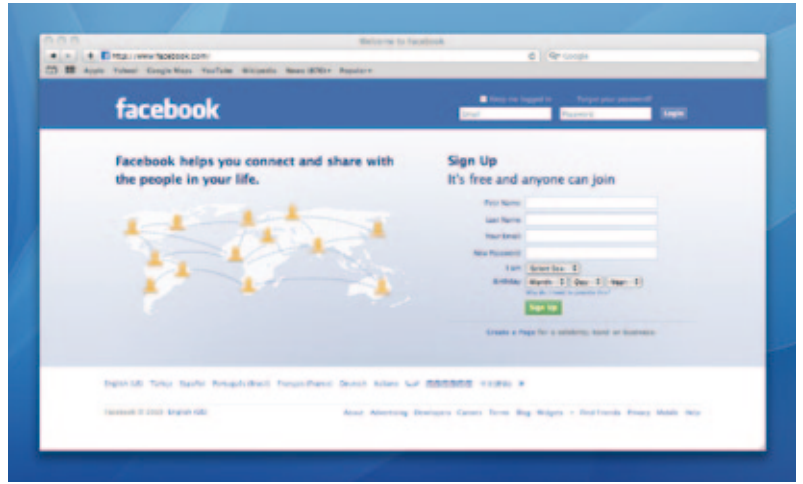 Welcome to Facebook
http://www.facebook.com/
Google
Apple Yahoo! Google Maps YouTube Wikipedia News Popular
facebook
Keep me logged in Forgot your password?
Email Password Login
Facebook helps you connect and share with
the people in your life.
Sign Up
It's free and anyone can join
First Name
Last Name
Your Email
New Password
I am Select Sex
Birthday Month Day Year
Sign Up
Create a Page for a celebrity, band or business.
English (US) Türkçe Español Português (Brasil) Français (France) Deutsch Italiano
Facebook © English (US)
About Advertising Developers Careers Terms Blog Widgets Find Friends Privacy Mobile Help